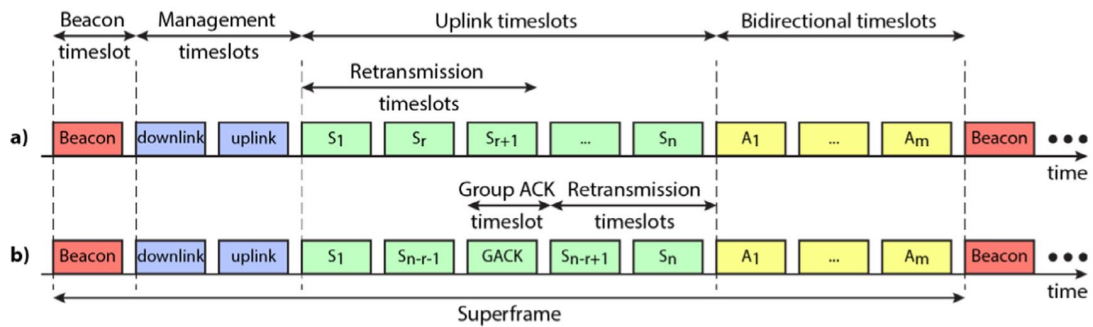 Beacon Management Uplink timeslots Bidirectional timeslots
timeslot timeslots
Retransmission
timeslots
a) Beacon downlink uplink S1 Sr Sr+1 ... Sn A1 ... Am Beacon •••
time
Group ACK Retransmission
timeslot timeslots
b) Beacon downlink uplink S1 Sn-r-1 GACK Sn-r+1 Sn A1 ... Am Beacon •••
time
Superframe